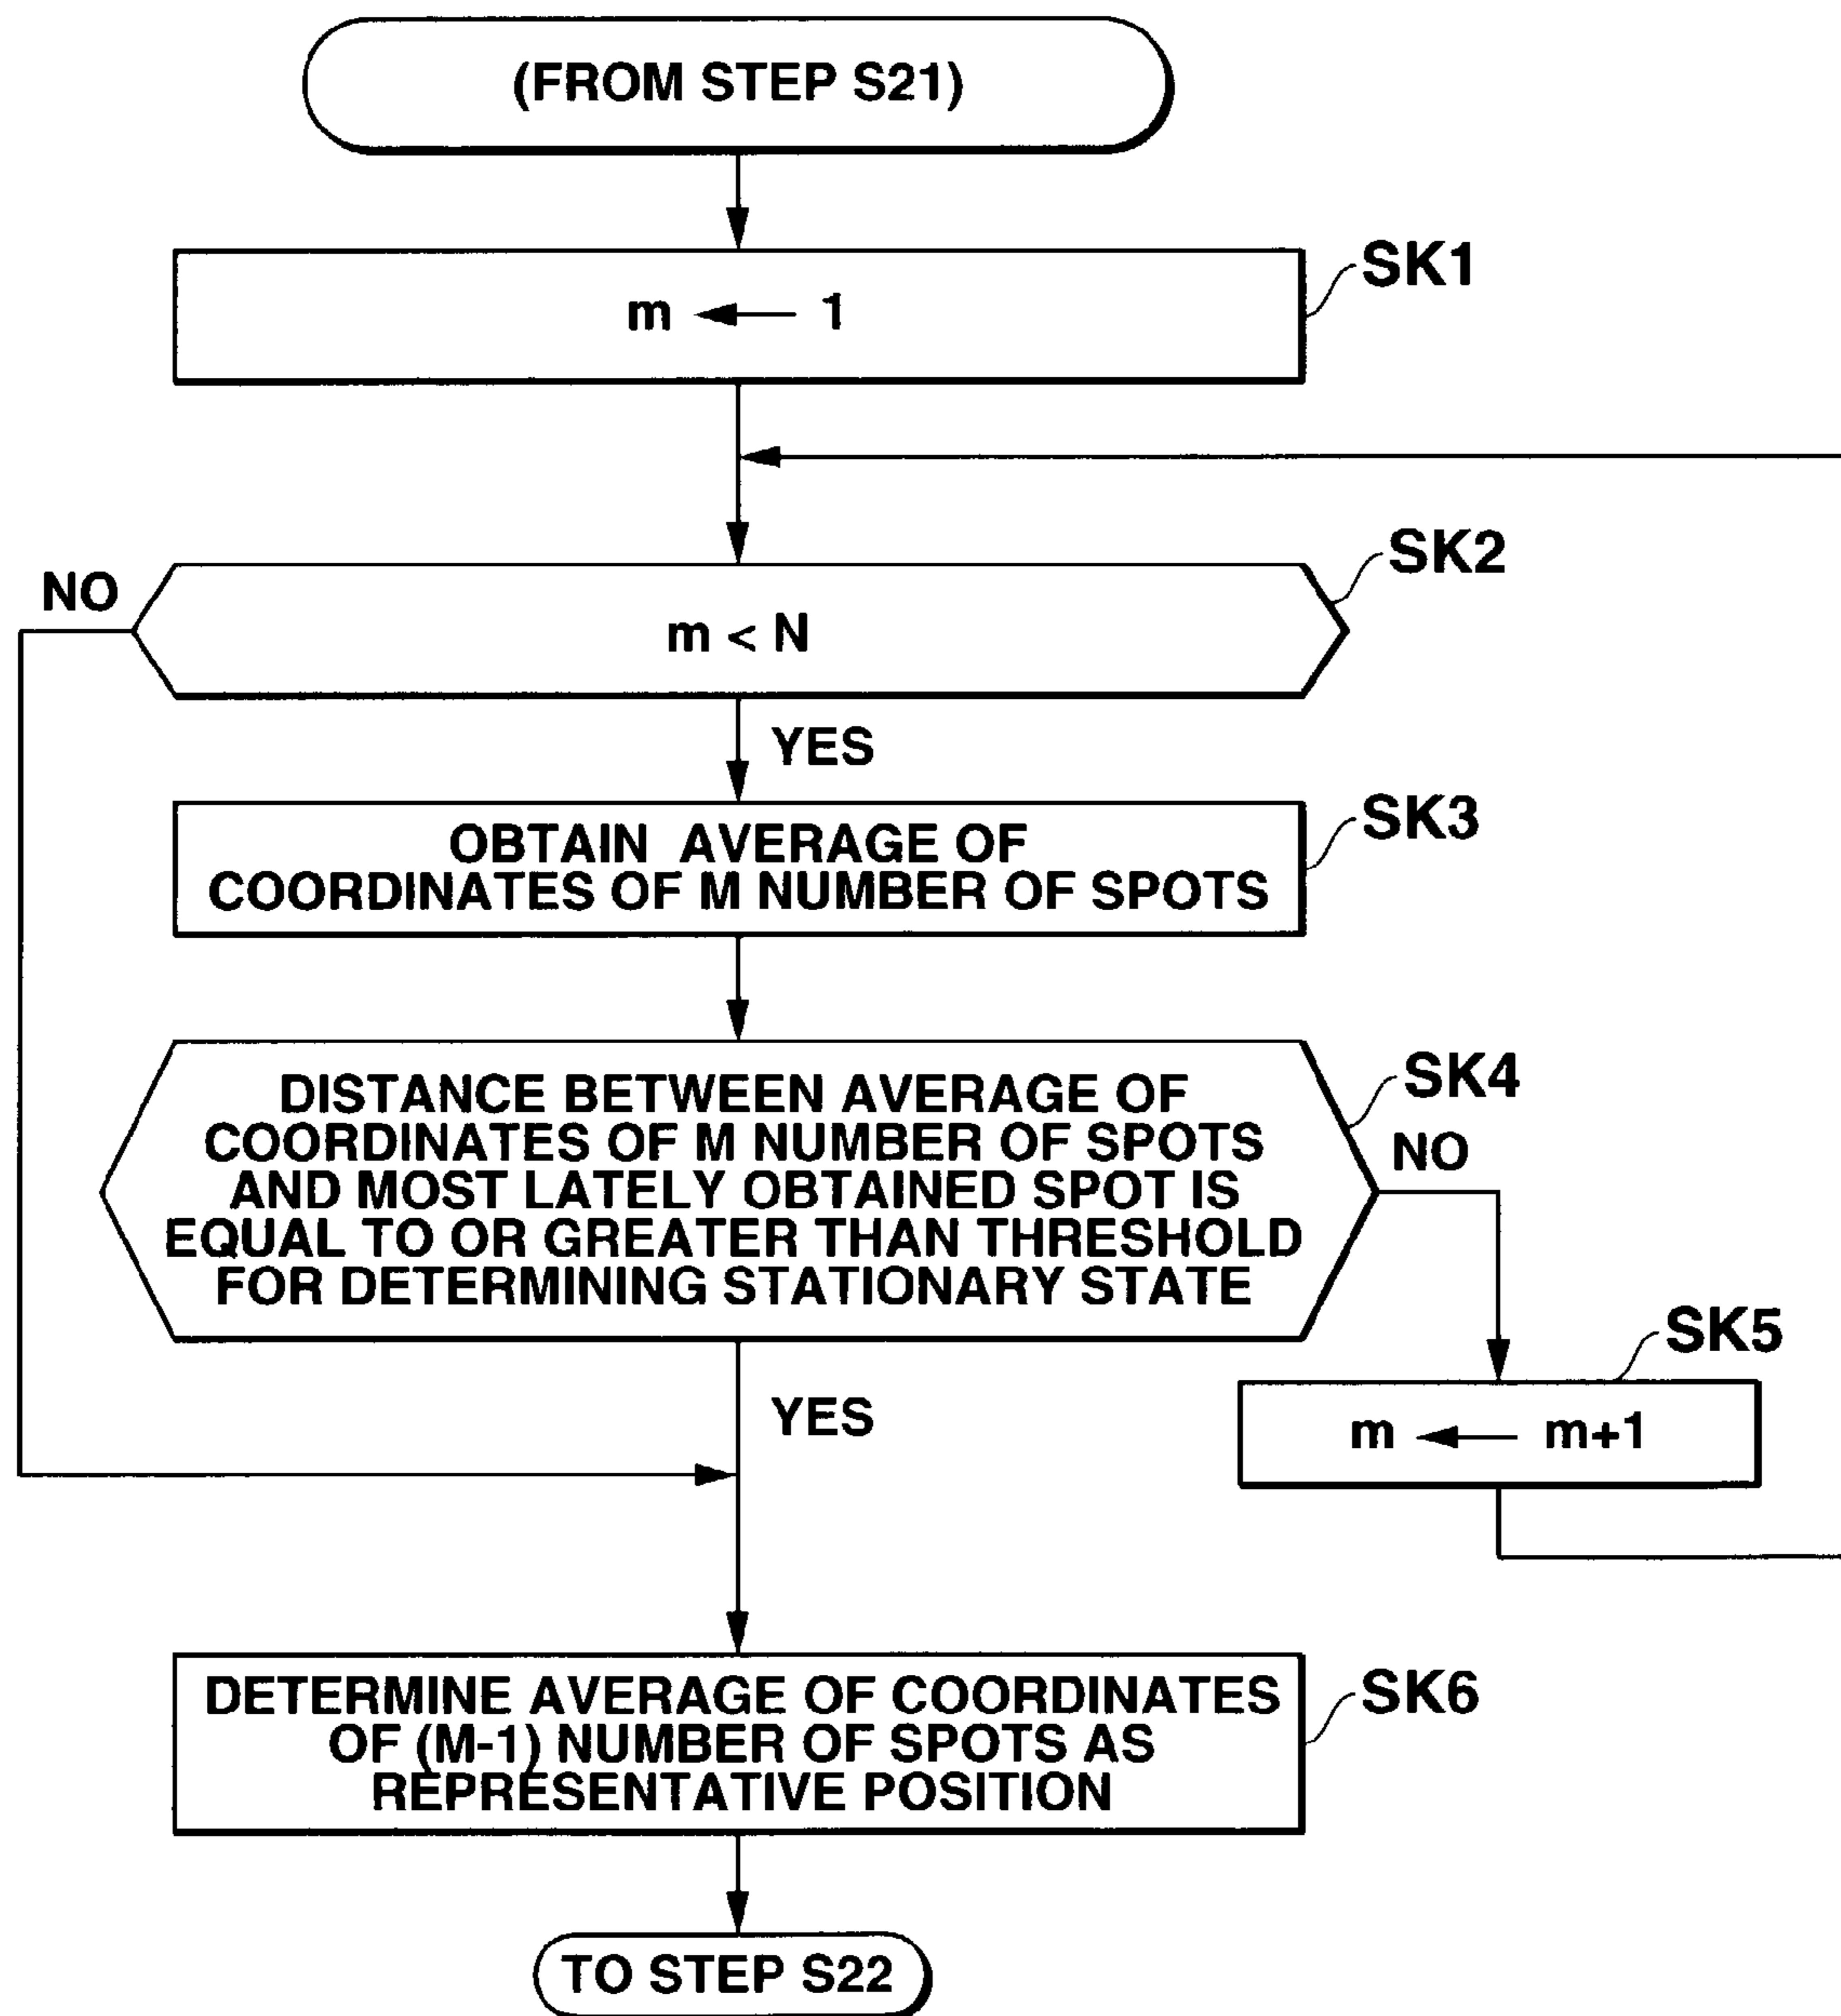 (FROM STEP S21)
SK1
m ← 1
SK2
NO
m < N
YES
SK3
OBTAIN AVERAGE OF
COORDINATES OF M NUMBER OF SPOTS
SK4
DISTANCE BETWEEN AVERAGE OF
COORDINATES OF M NUMBER OF SPOTS
AND MOST LATELY OBTAINED SPOT IS
EQUAL TO OR GREATER THAN THRESHOLD
FOR DETERMINING STATIONARY STATE
NO
SK5
YES
m ← m+1
SK6
DETERMINE AVERAGE OF COORDINATES
OF (M-1) NUMBER OF SPOTS AS
REPRESENTATIVE POSITION
TO STEP S22